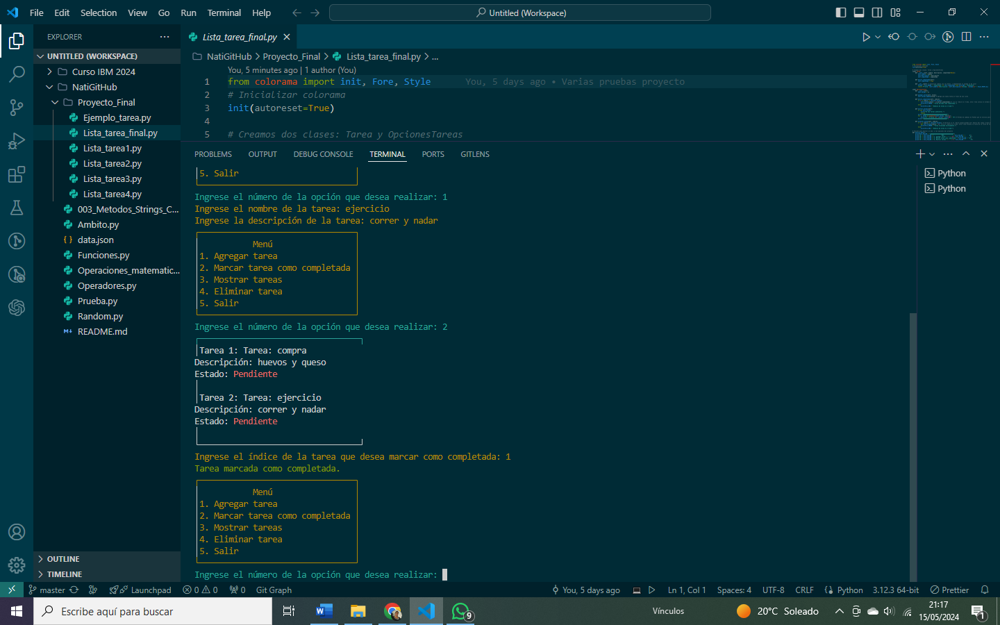 File Edit Selection View Go Run Terminal Help
Untitled (Workspace)
EXPLORER
UNTITLED (WORKSPACE)
Curso IBM 2024
NatiGitHub
Proyecto_Final
Ejemplo_tarea.py
Lista_tarea_final.py
Lista_tarea1.py
Lista_tarea2.py
Lista_tarea3.py
Lista_tarea4.py
003_Metodos_Strings_C...
Ambito.py
data.json
Funciones.py
Operaciones_matematic...
Operadores.py
Prueba.py
Random.py
README.md
OUTLINE
TIMELINE
Lista_tarea_final.py
NatiGitHub > Proyecto_Final > Lista_tarea_final.py > ...
You, 5 minutes ago | 1 author (You)
1 from colorama import init, Fore, Style You, 5 days ago • Varias pruebas proyecto
2 # Inicializar colorama
3 init(autoreset=True)
4
5 # Creamos dos clases: Tarea y OpcionesTareas
PROBLEMS OUTPUT DEBUG CONSOLE TERMINAL PORTS GITLENS
Python
Python
5. Salir
Ingrese el número de la opción que desea realizar: 1
Ingrese el nombre de la tarea: ejercicio
Ingrese la descripción de la tarea: correr y nadar
Menú
1. Agregar tarea
2. Marcar tarea como completada
3. Mostrar tareas
4. Eliminar tarea
5. Salir
Ingrese el número de la opción que desea realizar: 2
Tarea 1: Tarea: compra
Descripción: huevos y queso
Estado: Pendiente
Tarea 2: Tarea: ejercicio
Descripción: correr y nadar
Estado: Pendiente
Ingrese el índice de la tarea que desea marcar como completada: 1
Tarea marcada como completada.
Menú
1. Agregar tarea
2. Marcar tarea como completada
3. Mostrar tareas
4. Eliminar tarea
5. Salir
Ingrese el número de la opción que desea realizar:
master Launchpad 0 0 0 Git Graph You, 5 days ago Ln 1, Col 1 Spaces: 4 UTF-8 CRLF Python 3.12.3 64-bit Prettier
Escribe aquí para buscar
9
Vínculos
20°C Soleado
21:17
15/05/2024
1